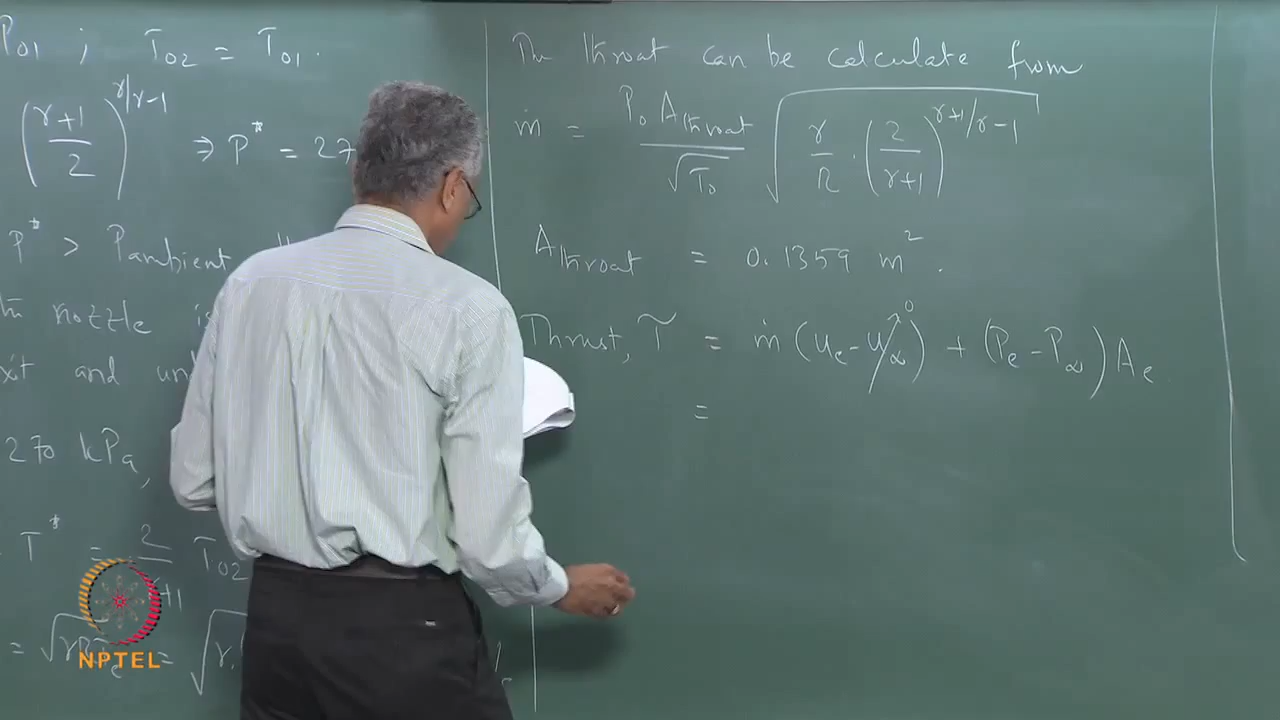 P01 ; T02 = T01.
(γ+1/2)^γ/γ-1 ⇒ P* = 27
P* > Pambient
nozzle
xit and un
270 kPa,
T* = 2/γ+1 T02
= √γRTe = √γ.
The throat can be calculate from
ṁ = P0 Athroat/√T0 √γ/R · (2/γ+1)^γ+1/γ-1
Athroat = 0.1359 m².
Thrust, T̃ = ṁ (ue - u∞)^0 + (Pe - P∞) Ae
=
NPTEL